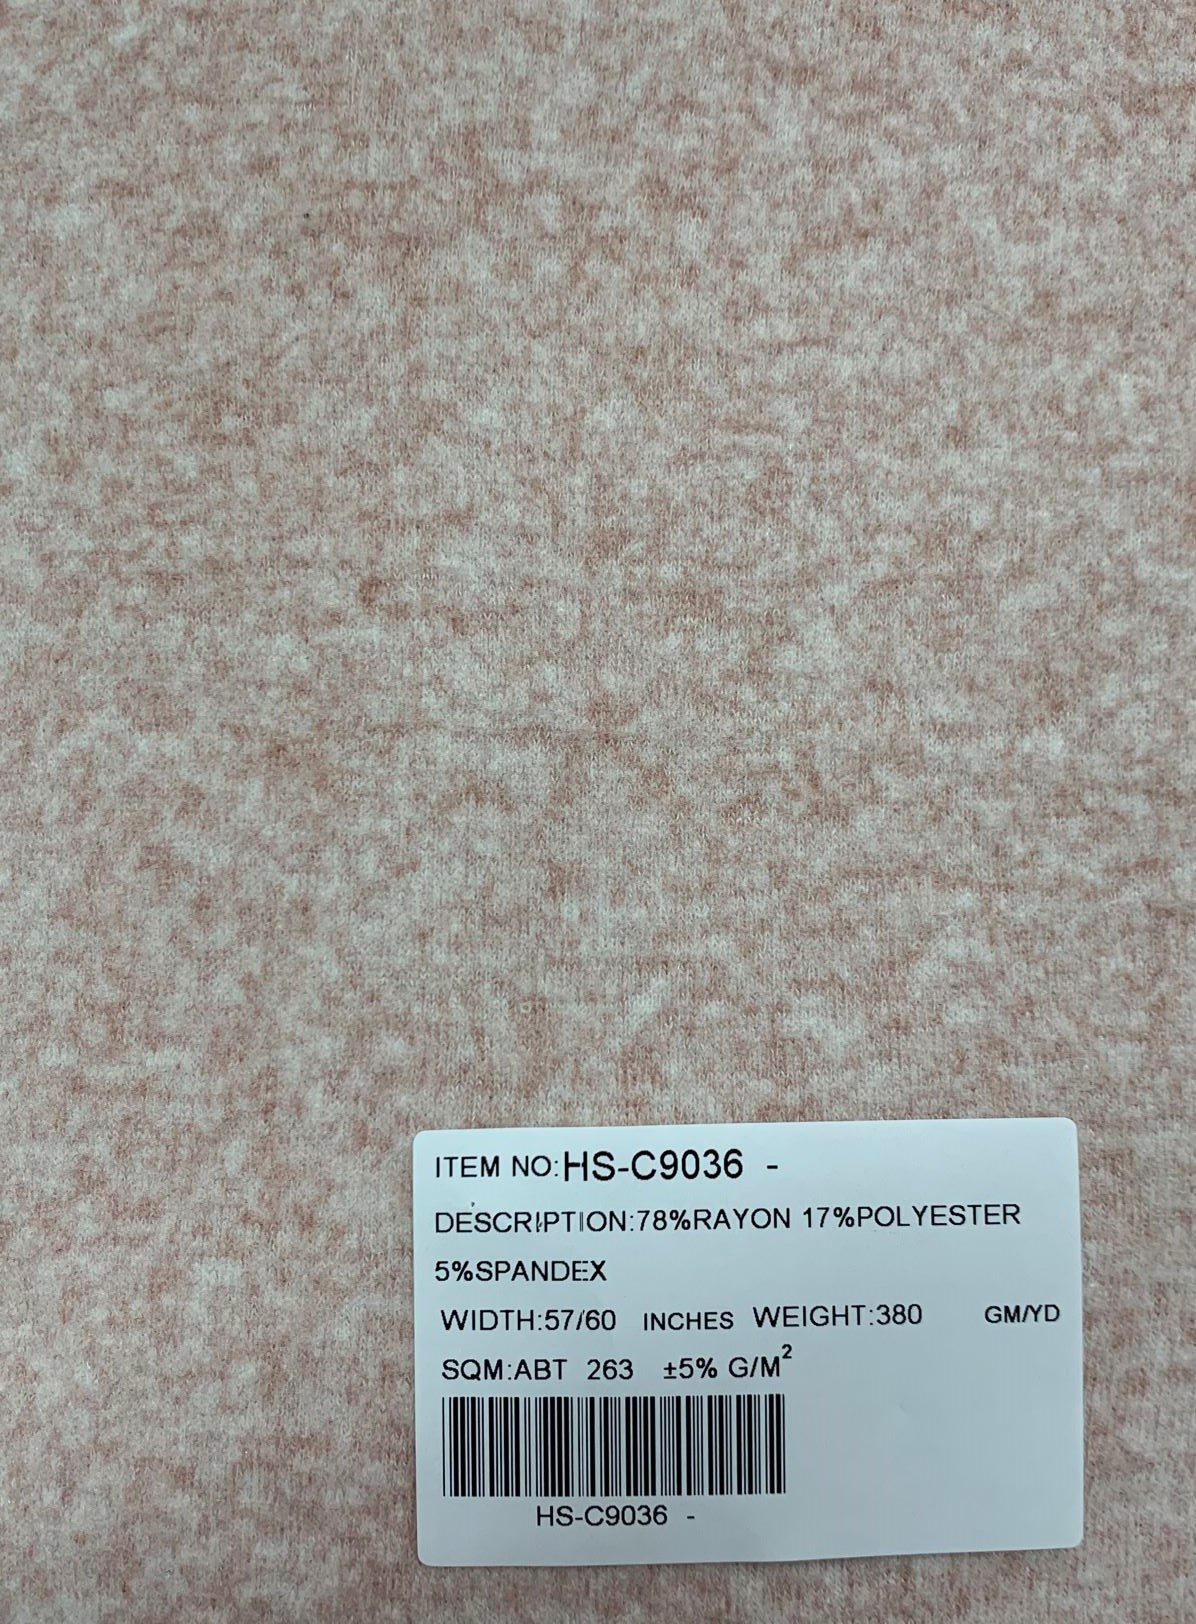 ITEM NO:HS-C9036 -
DESCRIPTION:78%RAYON 17%POLYESTER
5%SPANDEX
WIDTH:57/60 INCHES WEIGHT:380 GM/YD
SQM:ABT 263 ±5% G/M²
HS-C9036 -